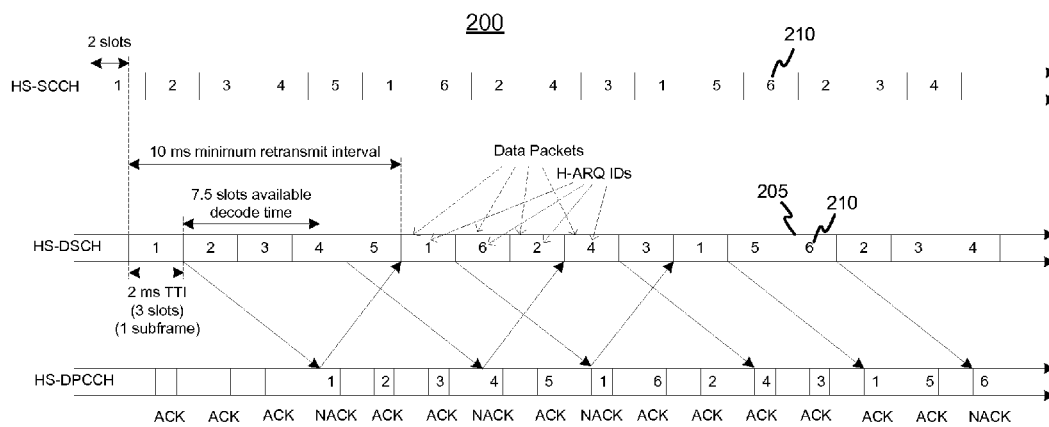 200
2 slots
210
HS-SCCH 1 2 3 4 5 1 6 2 4 3 1 5 6 2 3 4
10 ms minimum retransmit interval
Data Packets
H-ARQ IDs
7.5 slots available
decode time
205
210
HS-DSCH 1 2 3 4 5 1 6 2 4 3 1 5 6 2 3 4
2 ms TTI
(3 slots)
(1 subframe)
HS-DPCCH 1 2 3 4 5 1 6 2 4 3 1 5 6
ACK ACK ACK NACK ACK ACK NACK ACK NACK ACK ACK ACK ACK ACK ACK NACK